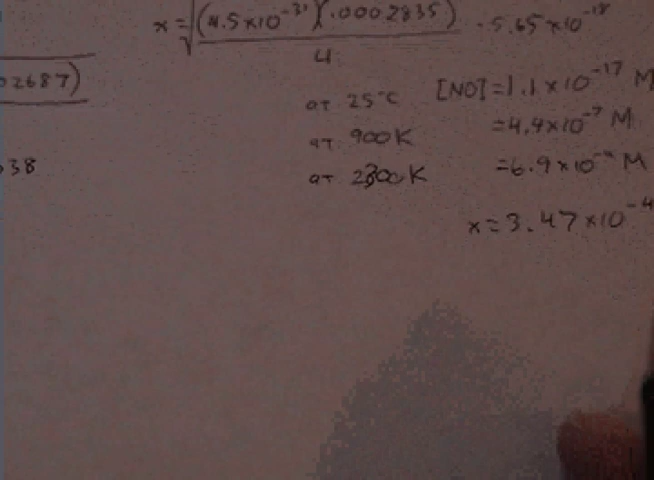 x = √((4.5×10⁻³¹)(.0002835) / 4) · 5.65×10⁻¹⁸
02687)
at 25°C [NO]=1.1×10⁻¹⁷ M
at 900K =4.4×10⁻⁷ M
38
at 2300K =6.9×10⁻⁴ M
x=3.47×10⁻⁴